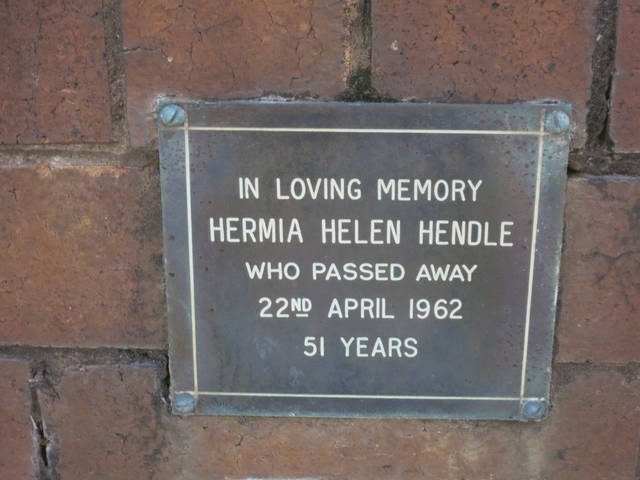 IN LOVING MEMORY
HERMIA HELEN HENDLE
WHO PASSED AWAY
22ND APRIL 1962
51 YEARS